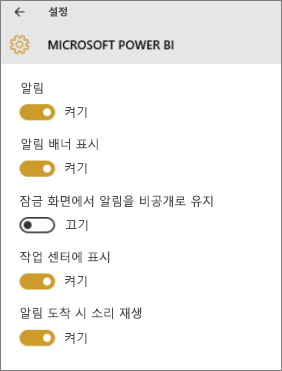 설정
MICROSOFT POWER BI
알림
켜기
알림 배너 표시
켜기
잠금 화면에서 알림을 비공개로 유지
끄기
작업 센터에 표시
켜기
알림 도착 시 소리 재생
켜기